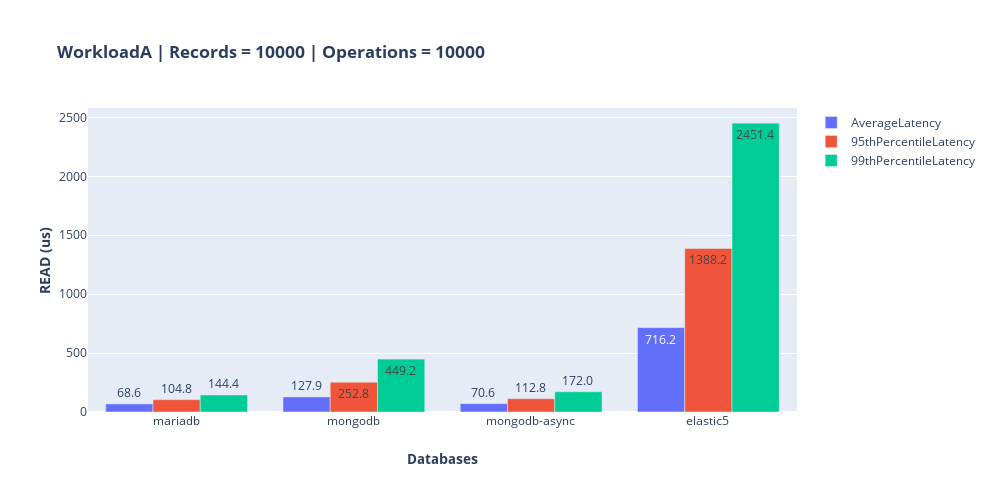 WorkloadA | Records = 10000 | Operations = 10000
AverageLatency
95thPercentileLatency
99thPercentileLatency
READ (us)
2500
2000
1500
1000
500
0
68.6
104.8
144.4
127.9
252.8
449.2
70.6
112.8
172.0
716.2
1388.2
2451.4
mariadb
mongodb
mongodb-async
elastic5
Databases